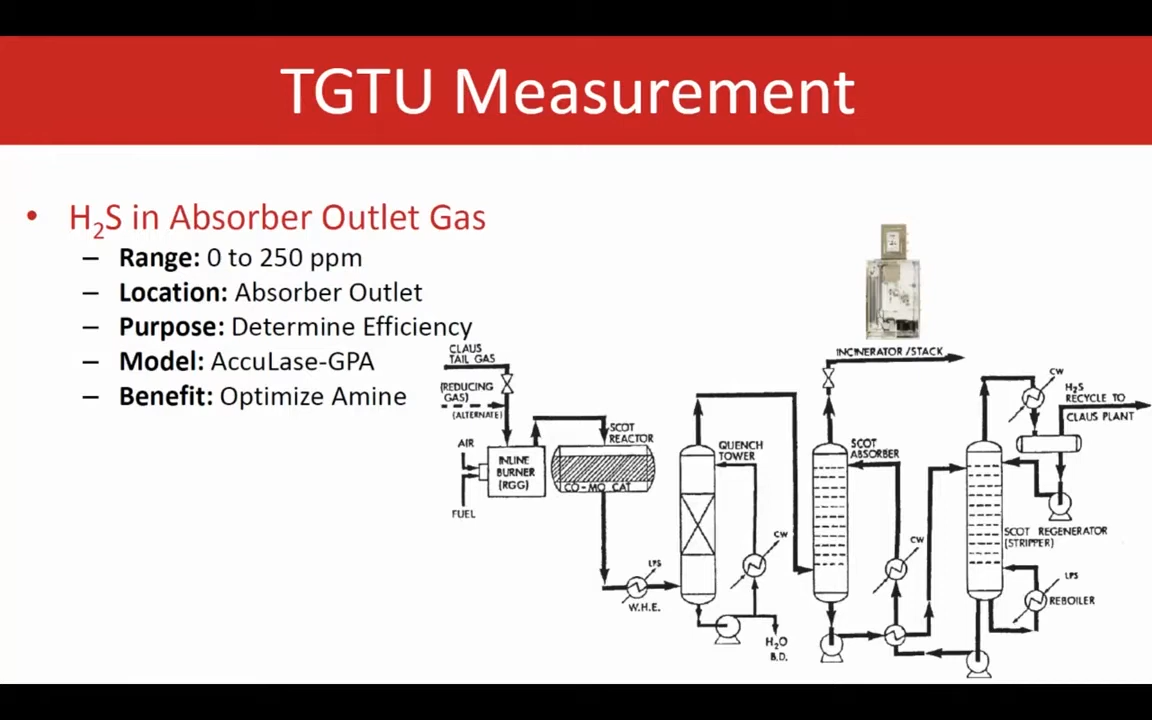 TGTU Measurement
• H₂S in Absorber Outlet Gas
– Range: 0 to 250 ppm
– Location: Absorber Outlet
– Purpose: Determine Efficiency
– Model: AccuLase-GPA
– Benefit: Optimize Amine
CLAUS
TAIL GAS
(REDUCING
GAS)
(ALTERNATE)
AIR
FUEL
INLINE
BURNER
(RGG)
SCOT
REACTOR
CO-MO CAT
LPS
W.H.E.
QUENCH
TOWER
CW
H₂O
B.D.
INCINERATOR/STACK
SCOT
ABSORBER
CW
CW
H₂S
RECYCLE TO
CLAUS PLANT
SCOT REGENERATOR
(STRIPPER)
LPS
REBOILER